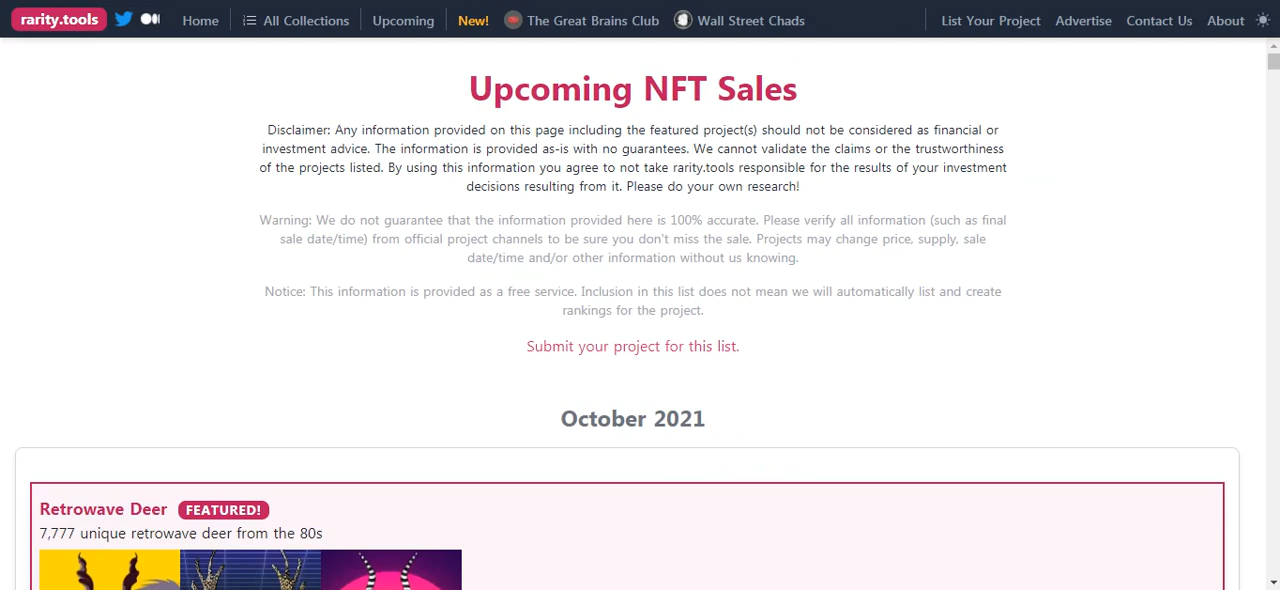 rarity.tools Home All Collections Upcoming New! The Great Brains Club Wall Street Chads List Your Project Advertise Contact Us About
Upcoming NFT Sales
Disclaimer: Any information provided on this page including the featured project(s) should not be considered as financial or
investment advice. The information is provided as-is with no guarantees. We cannot validate the claims or the trustworthiness
of the projects listed. By using this information you agree to not take rarity.tools responsible for the results of your investment
decisions resulting from it. Please do your own research!
Warning: We do not guarantee that the information provided here is 100% accurate. Please verify all information (such as final
sale date/time) from official project channels to be sure you don't miss the sale. Projects may change price, supply, sale
date/time and/or other information without us knowing.
Notice: This information is provided as a free service. Inclusion in this list does not mean we will automatically list and create
rankings for the project.
Submit your project for this list.
October 2021
Retrowave Deer FEATURED!
7,777 unique retrowave deer from the 80s